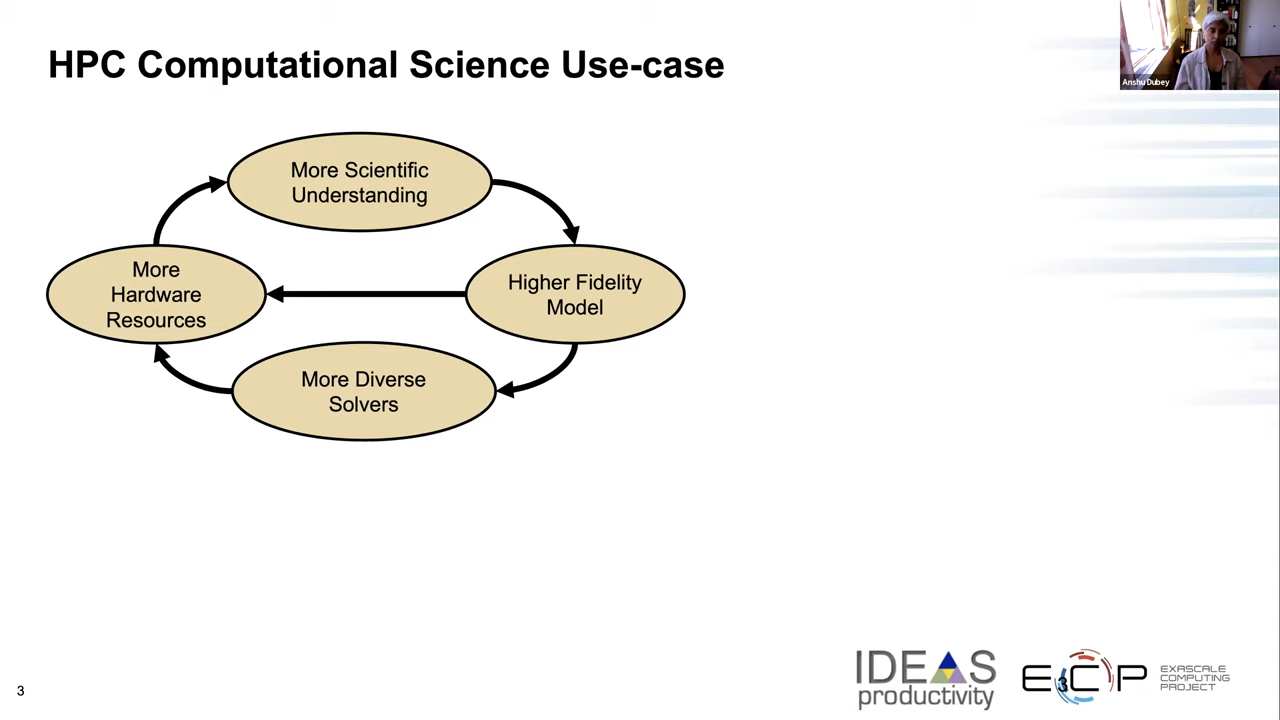 HPC Computational Science Use-case
Anshu Dubey
More Scientific
Understanding
More
Hardware
Resources
Higher Fidelity
Model
More Diverse
Solvers
3
IDEAS
productivity
ECP
EXASCALE
COMPUTING
PROJECT